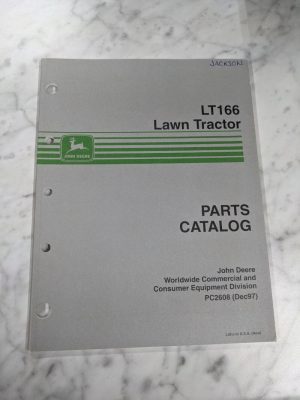 JACKSON
LT166
Lawn Tractor
JOHN DEERE
PARTS
CATALOG
John Deere
Worldwide Commercial and
Consumer Equipment Division
PC2608 (Dec97)